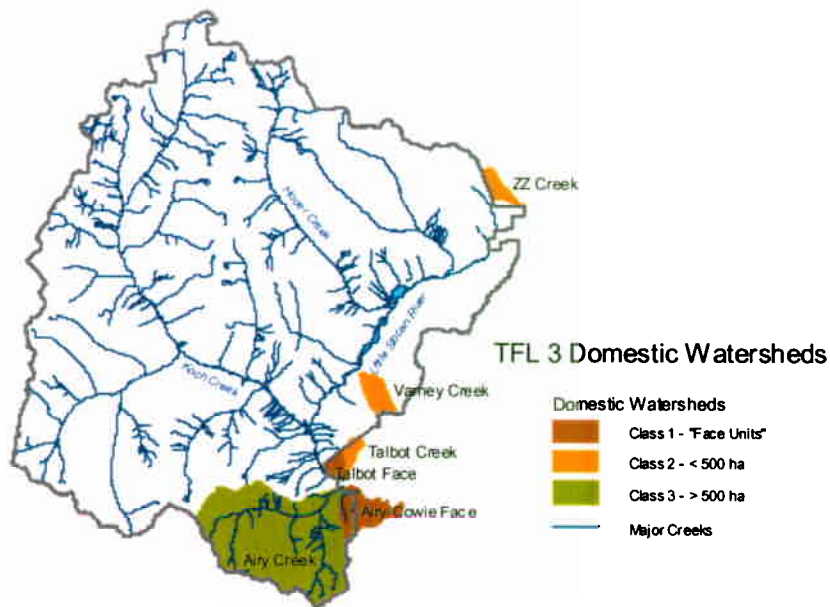 ZZ Creek
Hoder Creek
Little Slocan River
TFL 3 Domestic Watersheds
Koch Creek
Varney Creek
Domestic Watersheds
Class 1 - "Face Units"
Talbot Creek
Class 2 - < 500 ha
Talbot Face
Class 3 - > 500 ha
Airy Cowie Face
Major Creeks
Airy Creek